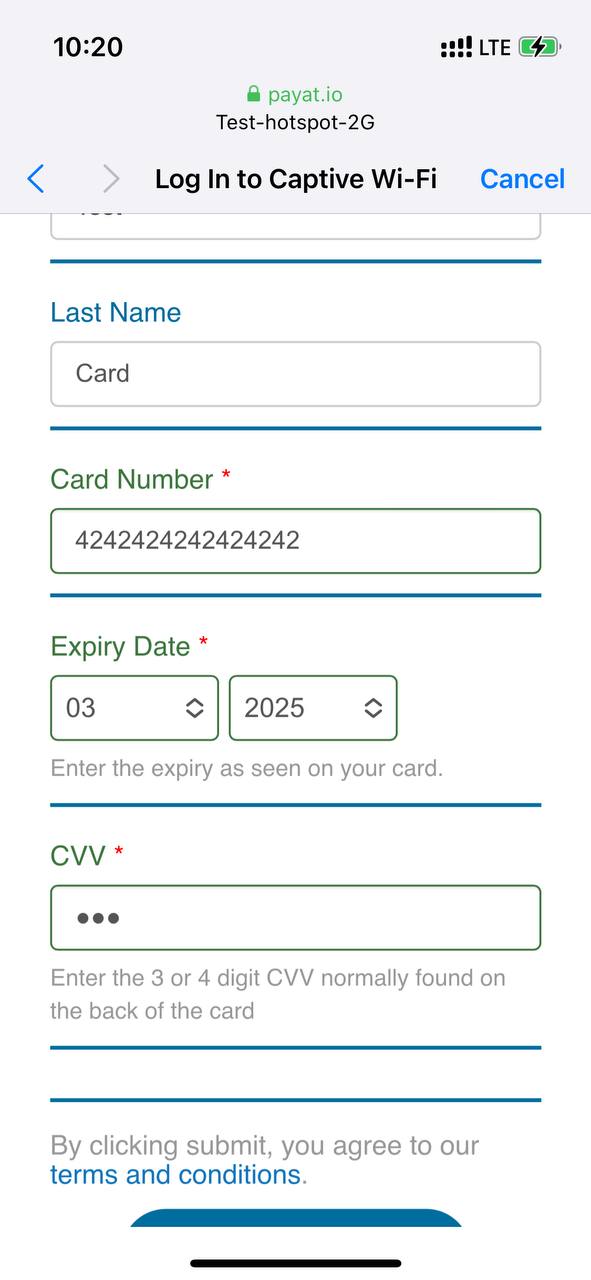 10:20
LTE
payat.io
Test-hotspot-2G
Log In to Captive Wi-Fi
Cancel
Last Name
Card
Card Number *
4242424242424242
Expiry Date *
03
2025
Enter the expiry as seen on your card.
CVV *
•••
Enter the 3 or 4 digit CVV normally found on
the back of the card
By clicking submit, you agree to our
terms and conditions.